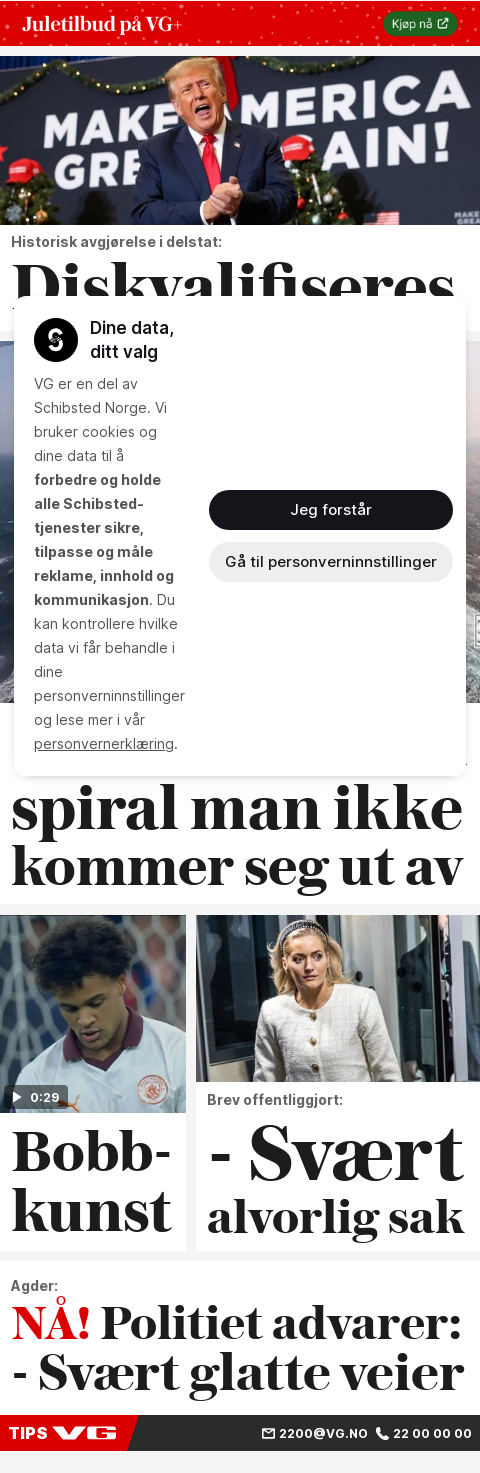 Juletilbud på VG+
Kjøp nå
MAKE AMERICA
GREAT AGAIN!
Historisk avgjørelse i delstat:
Diskvalifiseres
Dine data,
ditt valg
VG er en del av
Schibsted Norge. Vi
bruker cookies og
dine data til å
forbedre og holde
alle Schibsted-
tjenester sikre,
tilpasse og måle
reklame, innhold og
kommunikasjon. Du
kan kontrollere hvilke
data vi får behandle i
dine
personverninnstillinger
og lese mer i vår
personvernerklæring.
Jeg forstår
Gå til personverninnstillinger
spiral man ikke
kommer seg ut av
0:29
Bobb-
kunst
Brev offentliggjort:
- Svært
alvorlig sak
Agder:
NÅ! Politiet advarer:
- Svært glatte veier
TIPS VG
2200@VG.NO 22 00 00 00